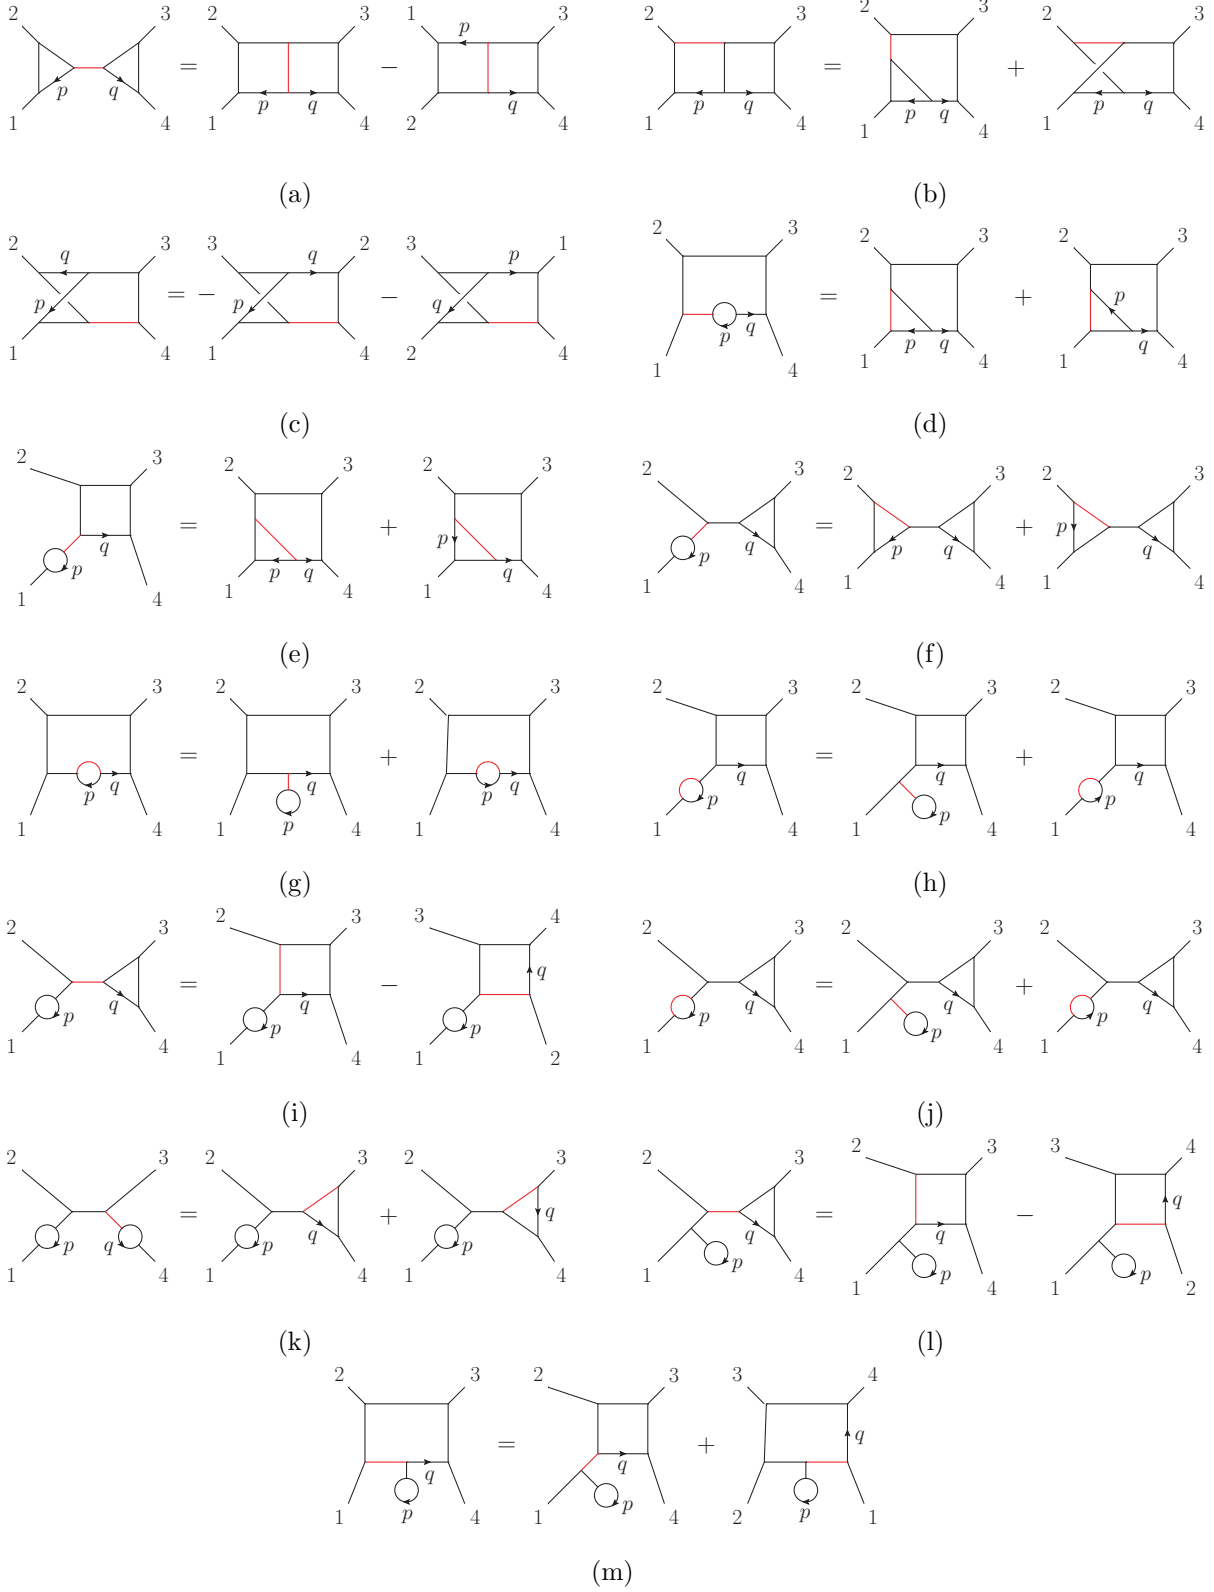 2 3 2 3 1 p 3 2 3 2 3 2 3
= − = +
p q p q q p q p q p q
1 4 1 4 2 4 1 4 1 4 1 4
(a) (b)
2 q 3 3 q 2 3 p 1 2 3 2 3 2 3
p = − p − q = + p
1 4 1 4 2 4 p q p q q
1 4 1 4 1 4
(c) (d)
2 3 2 3 2 3 2 3 2 3 2 3
= + p = + p
q p q q p q p q q
p
1 4 1 4 1 4 1 4 1 4 1 4
(e) (f)
2 3 2 3 2 3 2 3 2 3 2 3
= + = +
p q q p q q q q
p p p p
1 4 1 4 1 4 1 4 1 4 1 4
(g) (h)
2 3 2 3 3 4 2 3 2 3 2 3
= − q = +
q q q q q
p p p p p p
1 4 1 4 1 2 1 4 1 4 1 4
(i) (j)
2 3 2 3 2 3 2 3 2 3 3 4
= + q = − q
p q p q p q q
p p p
1 4 1 4 1 4 1 4 1 4 1 2
(k) (l)
2 3 2 3 3 4
= + q
q q
p p p
1 4 1 4 2 1
(m)